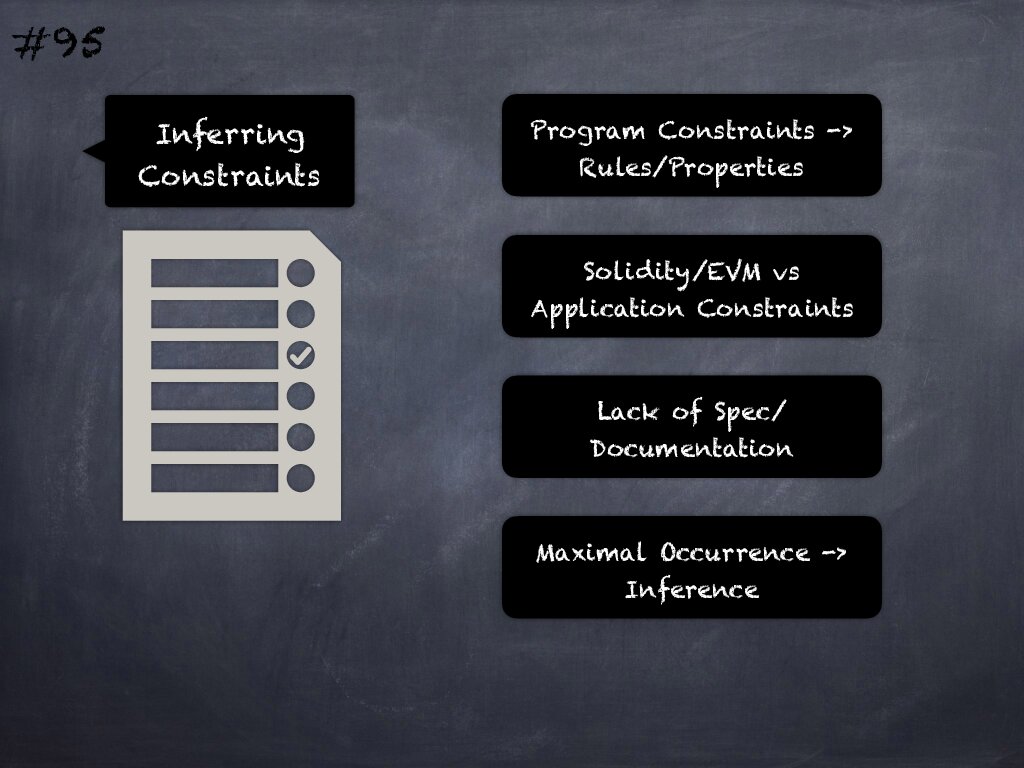 #95
Inferring
Constraints
Program Constraints ->
Rules/Properties
Solidity/EVM vs
Application Constraints
Lack of Spec/
Documentation
Maximal Occurrence ->
Inference